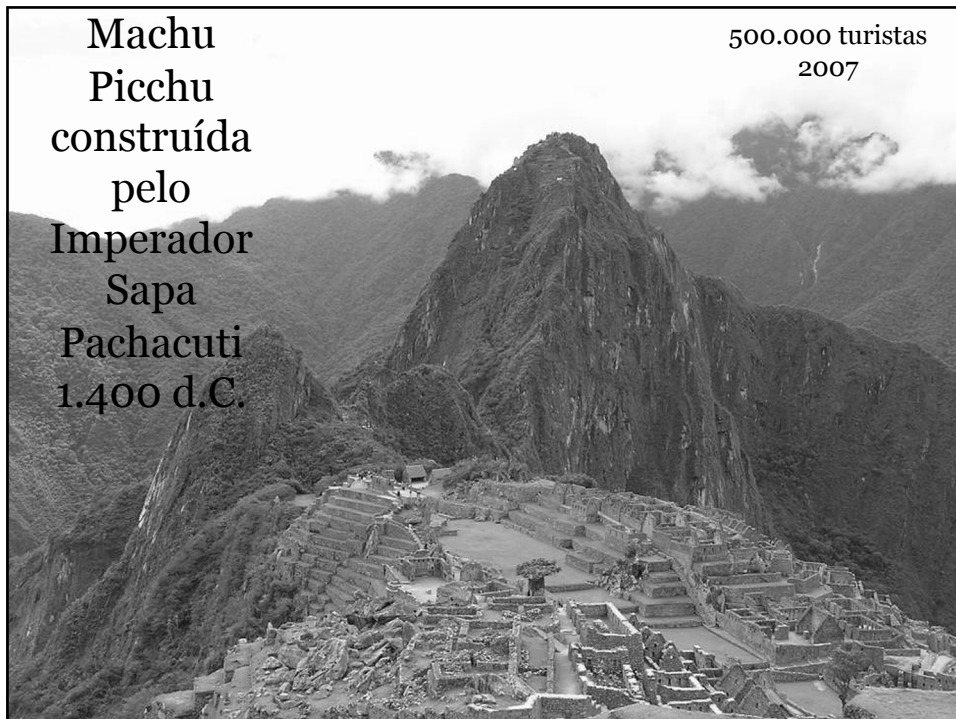 Machu
Picchu
construída
pelo
Imperador
Sapa
Pachacuti
1.400 d.C.
500.000 turistas
2007